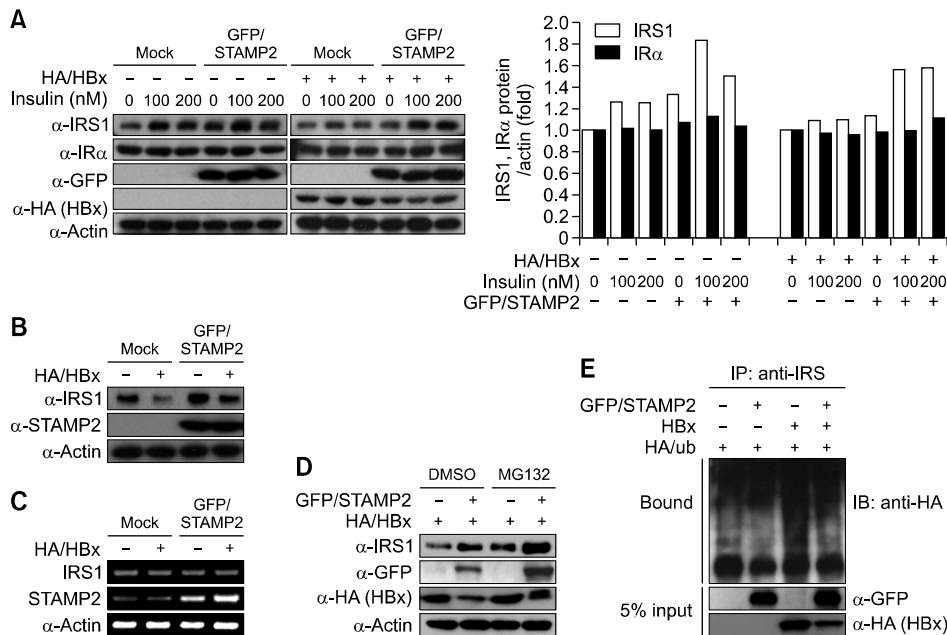 A
Mock
GFP/
STAMP2
Mock
GFP/
STAMP2
HA/HBx – – – – – – + + + + + +
Insulin (nM) 0 100 200 0 100 200 0 100 200 0 100 200
α-IRS1
α-IRα
α-GFP
α-HA (HBx)
α-Actin
IRS1, IRα protein
/actin (fold)
2.0
1.8
1.6
1.4
1.2
1.0
0.8
0.6
0.4
0.2
0
IRS1
IRα
HA/HBx – – – – – – + + + + + +
Insulin (nM) 0 100 200 0 100 200 0 100 200 0 100 200
GFP/STAMP2 – – – + + + – – – + + +
B
Mock
GFP/
STAMP2
HA/HBx – + – +
α-IRS1
α-STAMP2
α-Actin
C
Mock
GFP/
STAMP2
HA/HBx – + – +
IRS1
STAMP2
Actin
D
DMSO MG132
GFP/STAMP2 – + – +
HA/HBx + + + +
α-IRS1
α-GFP
α-HA (HBx)
α-Actin
E
IP: anti-IRS
GFP/STAMP2 – + – +
HBx – – + +
HA/ub + + + +
Bound
IB: anti-HA
5% input
α-GFP
α-HA (HBx)